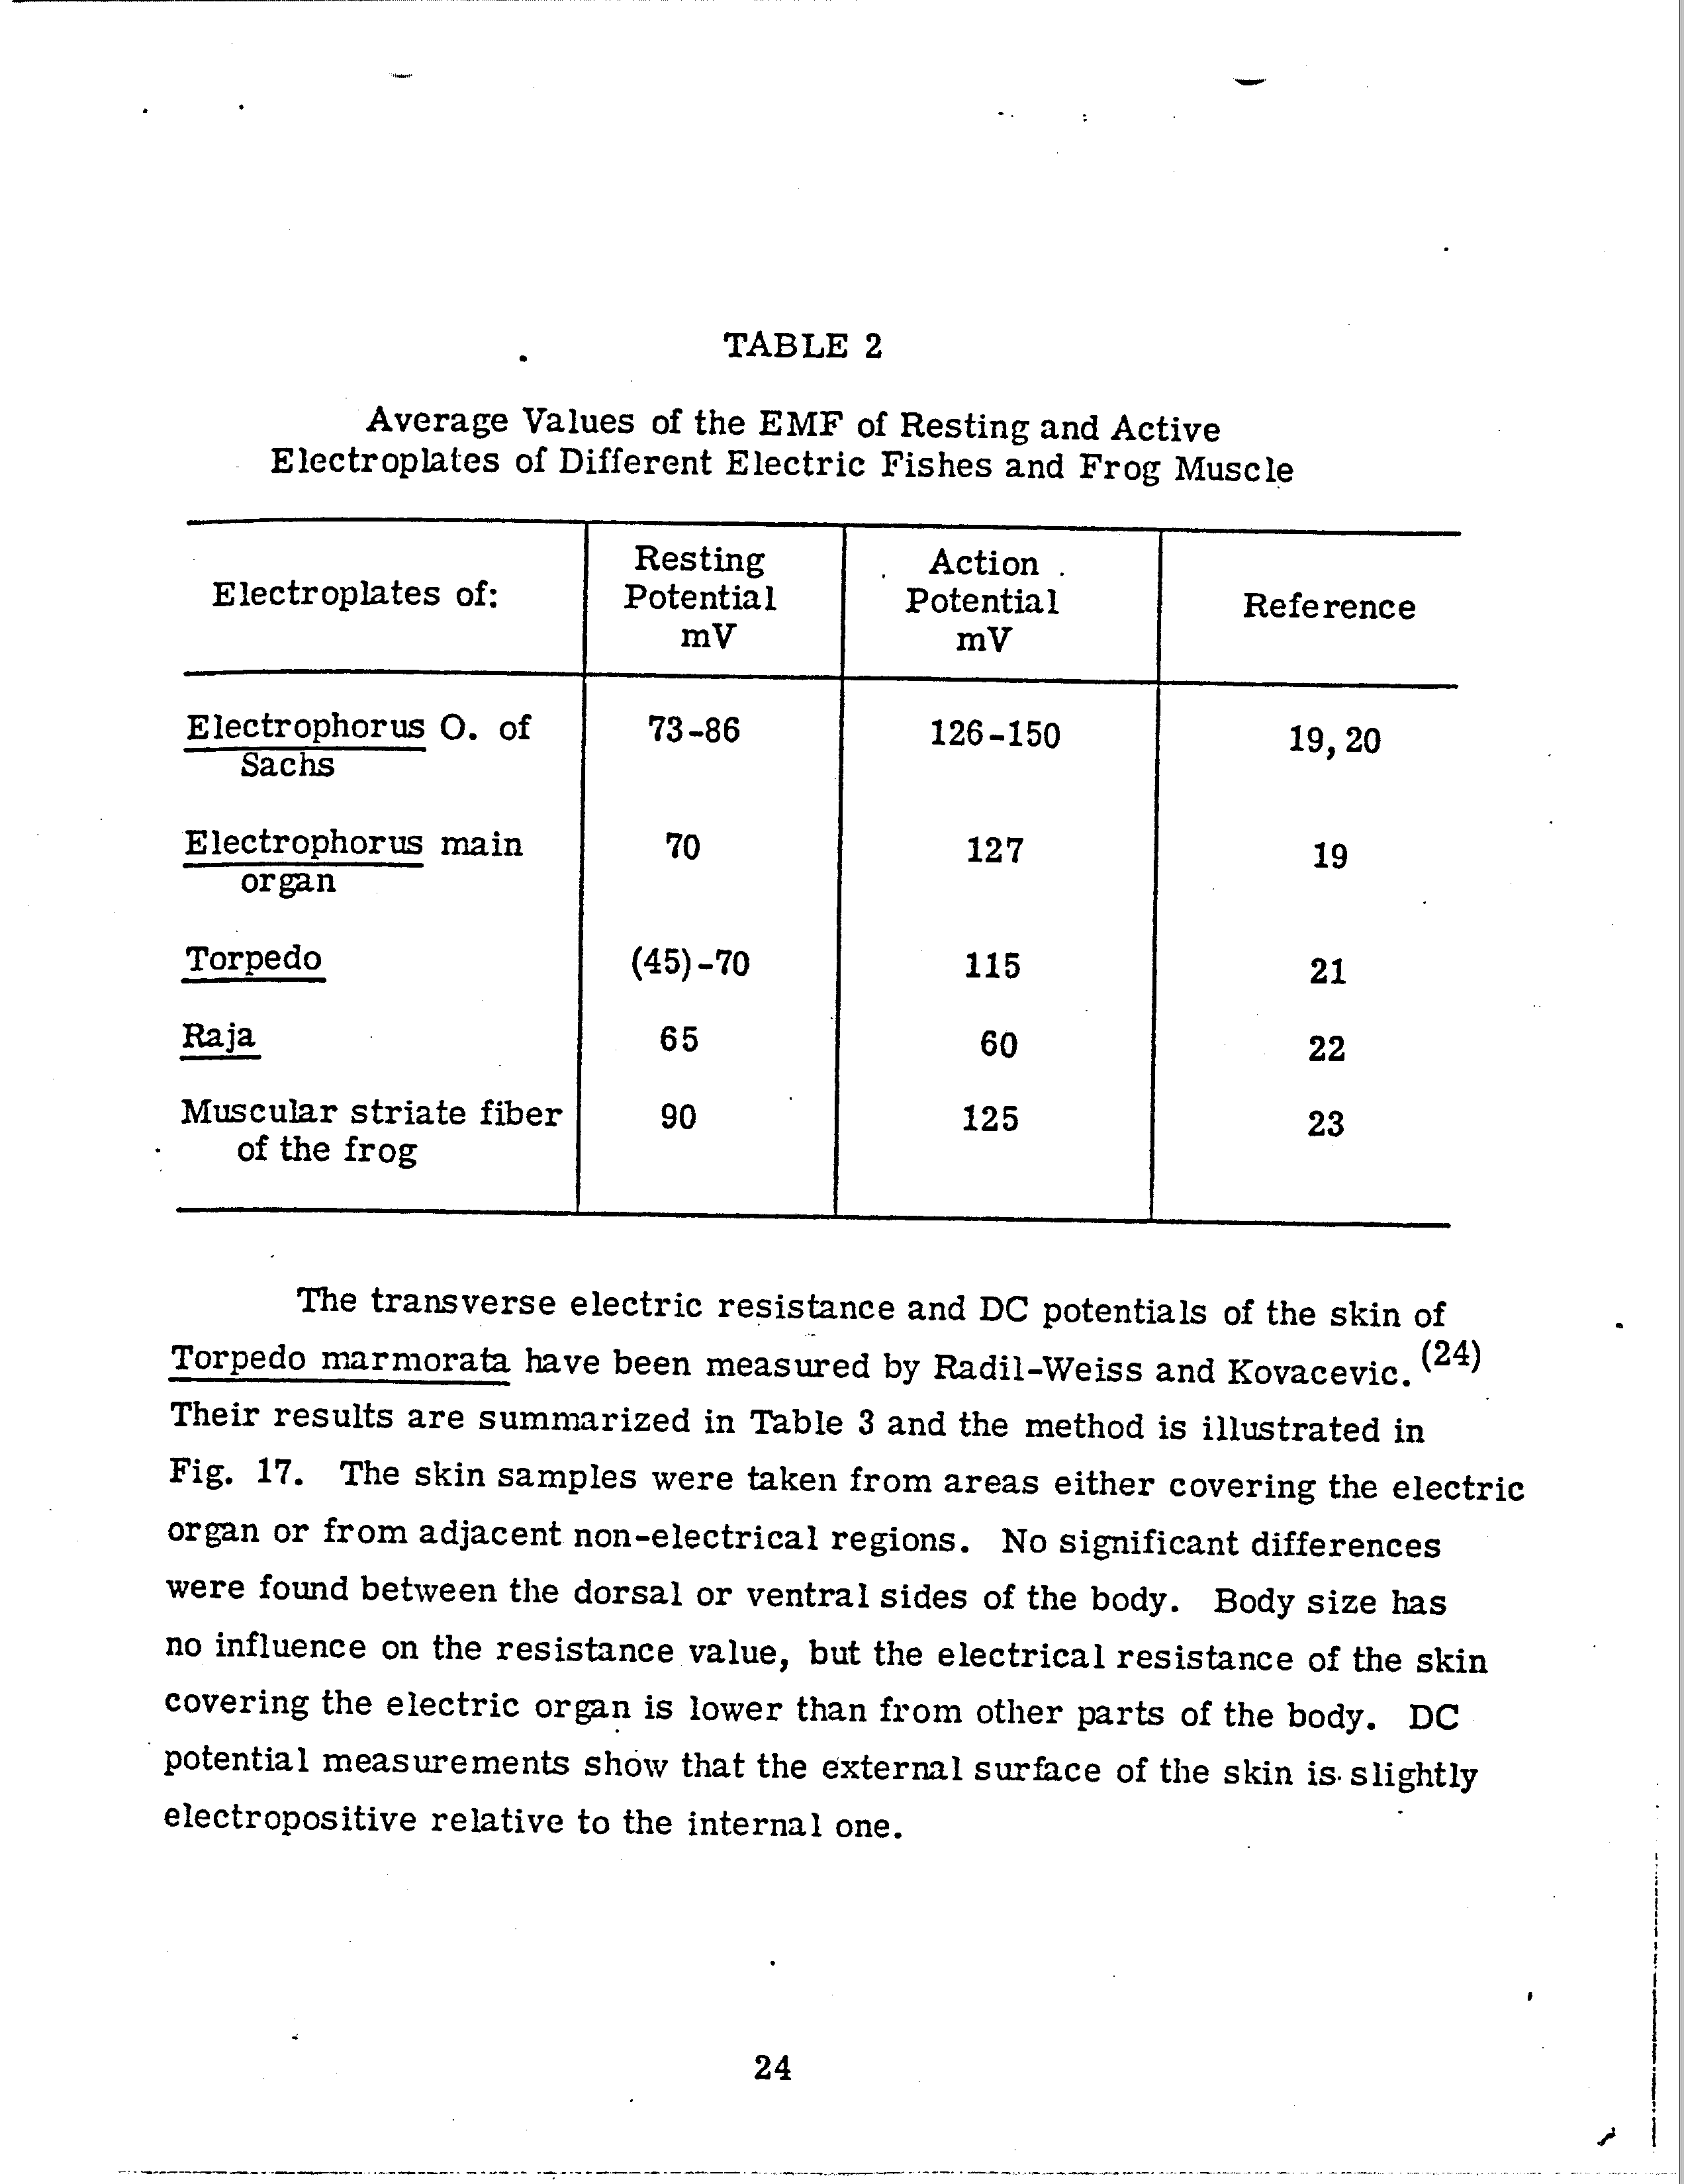 TABLE 2
Average Values of the EMF of Resting and Active
Electroplates of Different Electric Fishes and Frog Muscle
Electroplates of: Resting Potential mV Action Potential mV Reference
Electrophorus O. of Sachs 73-86 126-150 19, 20
Electrophorus main organ 70 127 19
Torpedo (45)-70 115 21
Raja 65 60 22
Muscular striate fiber of the frog 90 125 23
The transverse electric resistance and DC potentials of the skin of
Torpedo marmorata have been measured by Radil-Weiss and Kovacevic. (24)
Their results are summarized in Table 3 and the method is illustrated in
Fig. 17. The skin samples were taken from areas either covering the electric
organ or from adjacent non-electrical regions. No significant differences
were found between the dorsal or ventral sides of the body. Body size has
no influence on the resistance value, but the electrical resistance of the skin
covering the electric organ is lower than from other parts of the body. DC
potential measurements show that the external surface of the skin is slightly
electropositive relative to the internal one.
24